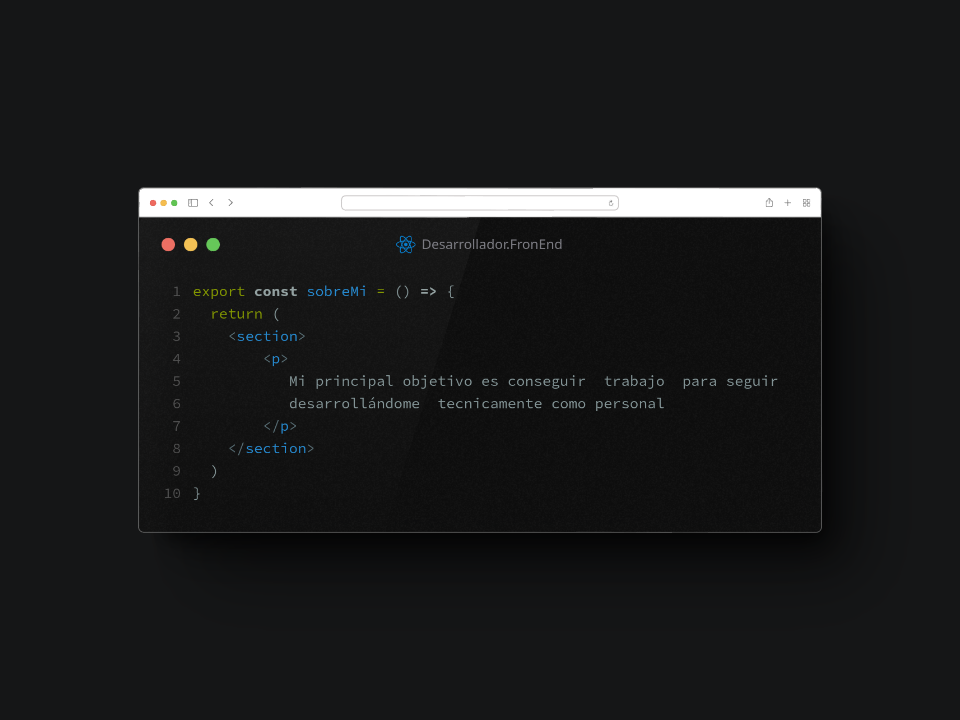 Desarrollador.FronEnd
1 export const sobreMi = () => {
2 return (
3 <section>
4 <p>
5 Mi principal objetivo es conseguir  trabajo  para seguir
6 desarrollándome  tecnicamente como personal
7 </p>
8 </section>
9 )
10 }